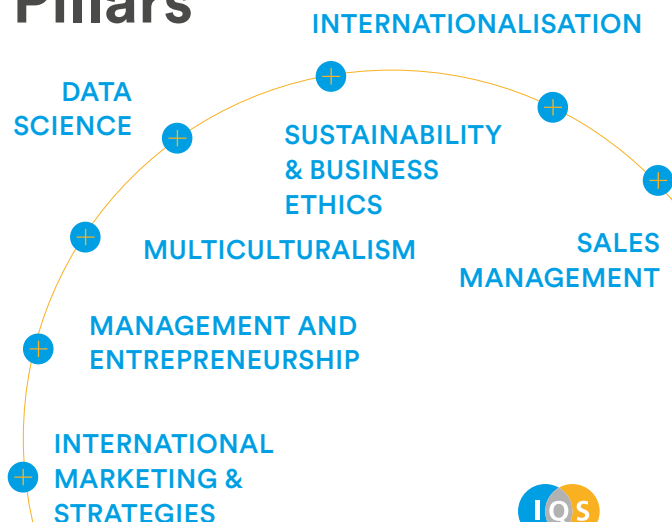 Pillars
INTERNATIONALISATION
DATA
SCIENCE
SUSTAINABILITY
& BUSINESS
ETHICS
MULTICULTURALISM
SALES
MANAGEMENT
MANAGEMENT AND
ENTREPRENEURSHIP
INTERNATIONAL
MARKETING &
STRATEGIES
IQS